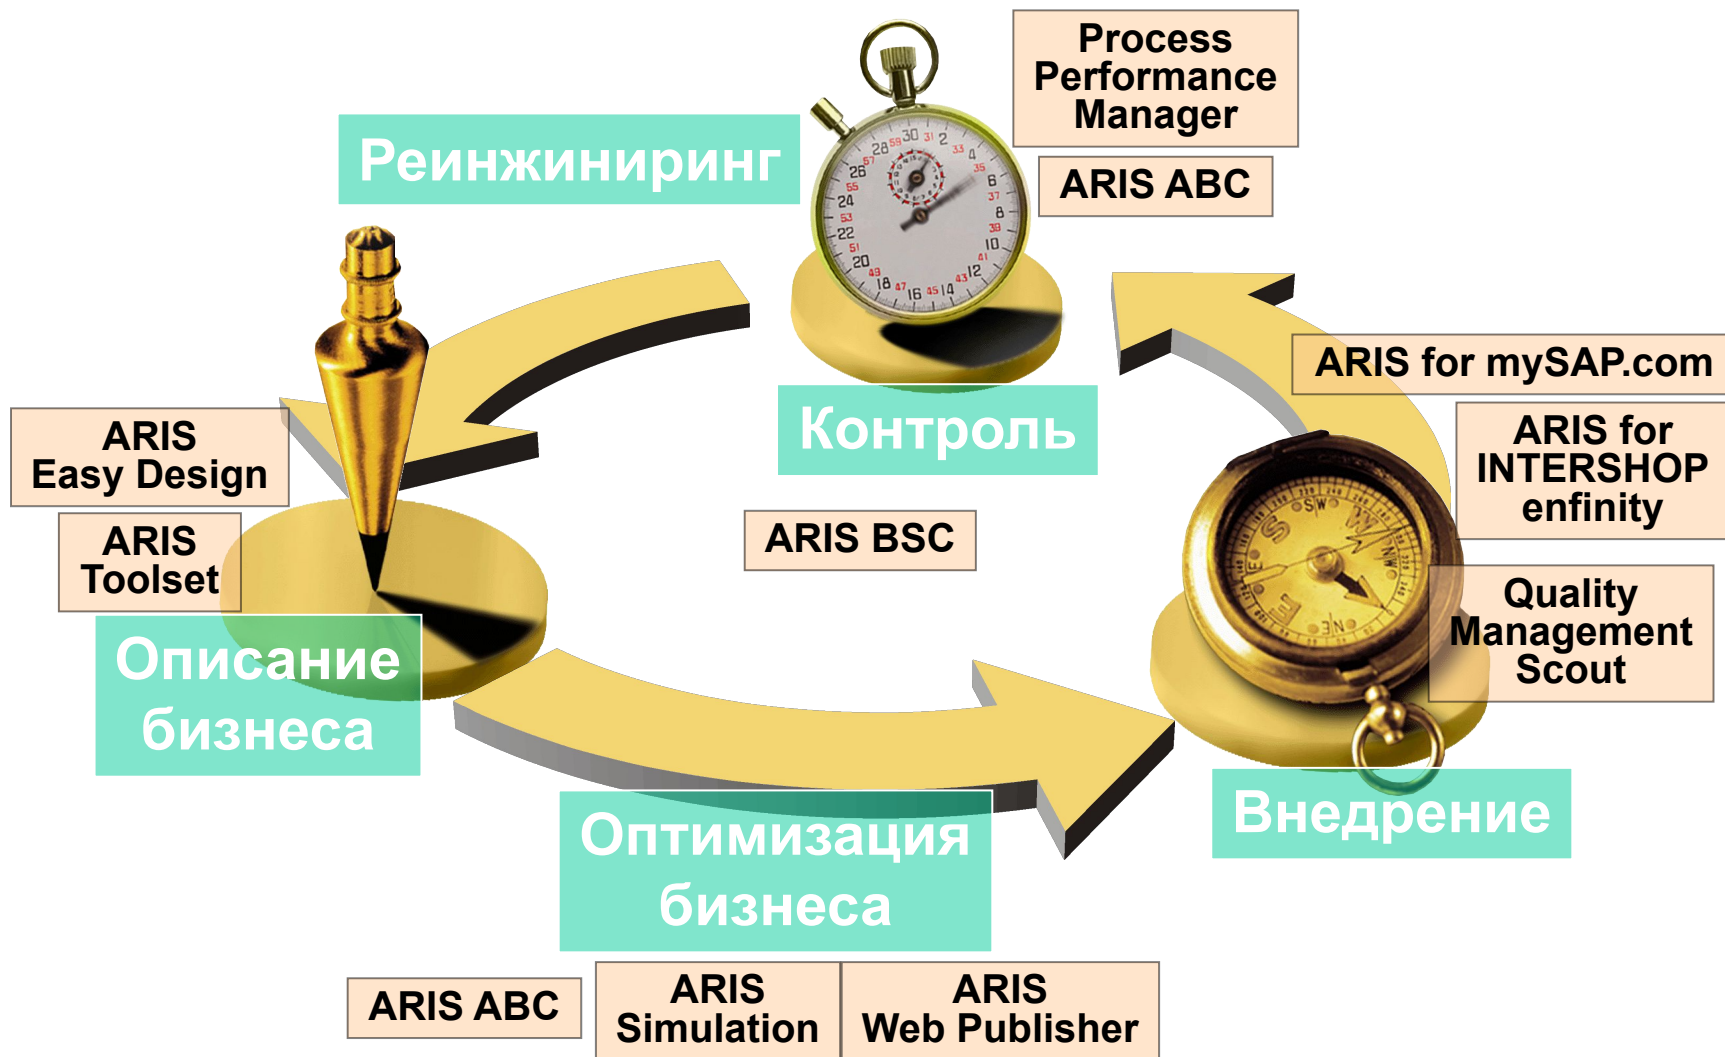 Process
Performance
Manager
Реинжиниринг
ARIS ABC
ARIS for mySAP.com
Контроль
ARIS
Easy Design
ARIS for
INTERSHOP
enfinity
ARIS BSC
ARIS
Toolset
Quality
Management
Scout
Описание
бизнеса
Внедрение
Оптимизация
бизнеса
ARIS ABC
ARIS
Simulation
ARIS
Web Publisher